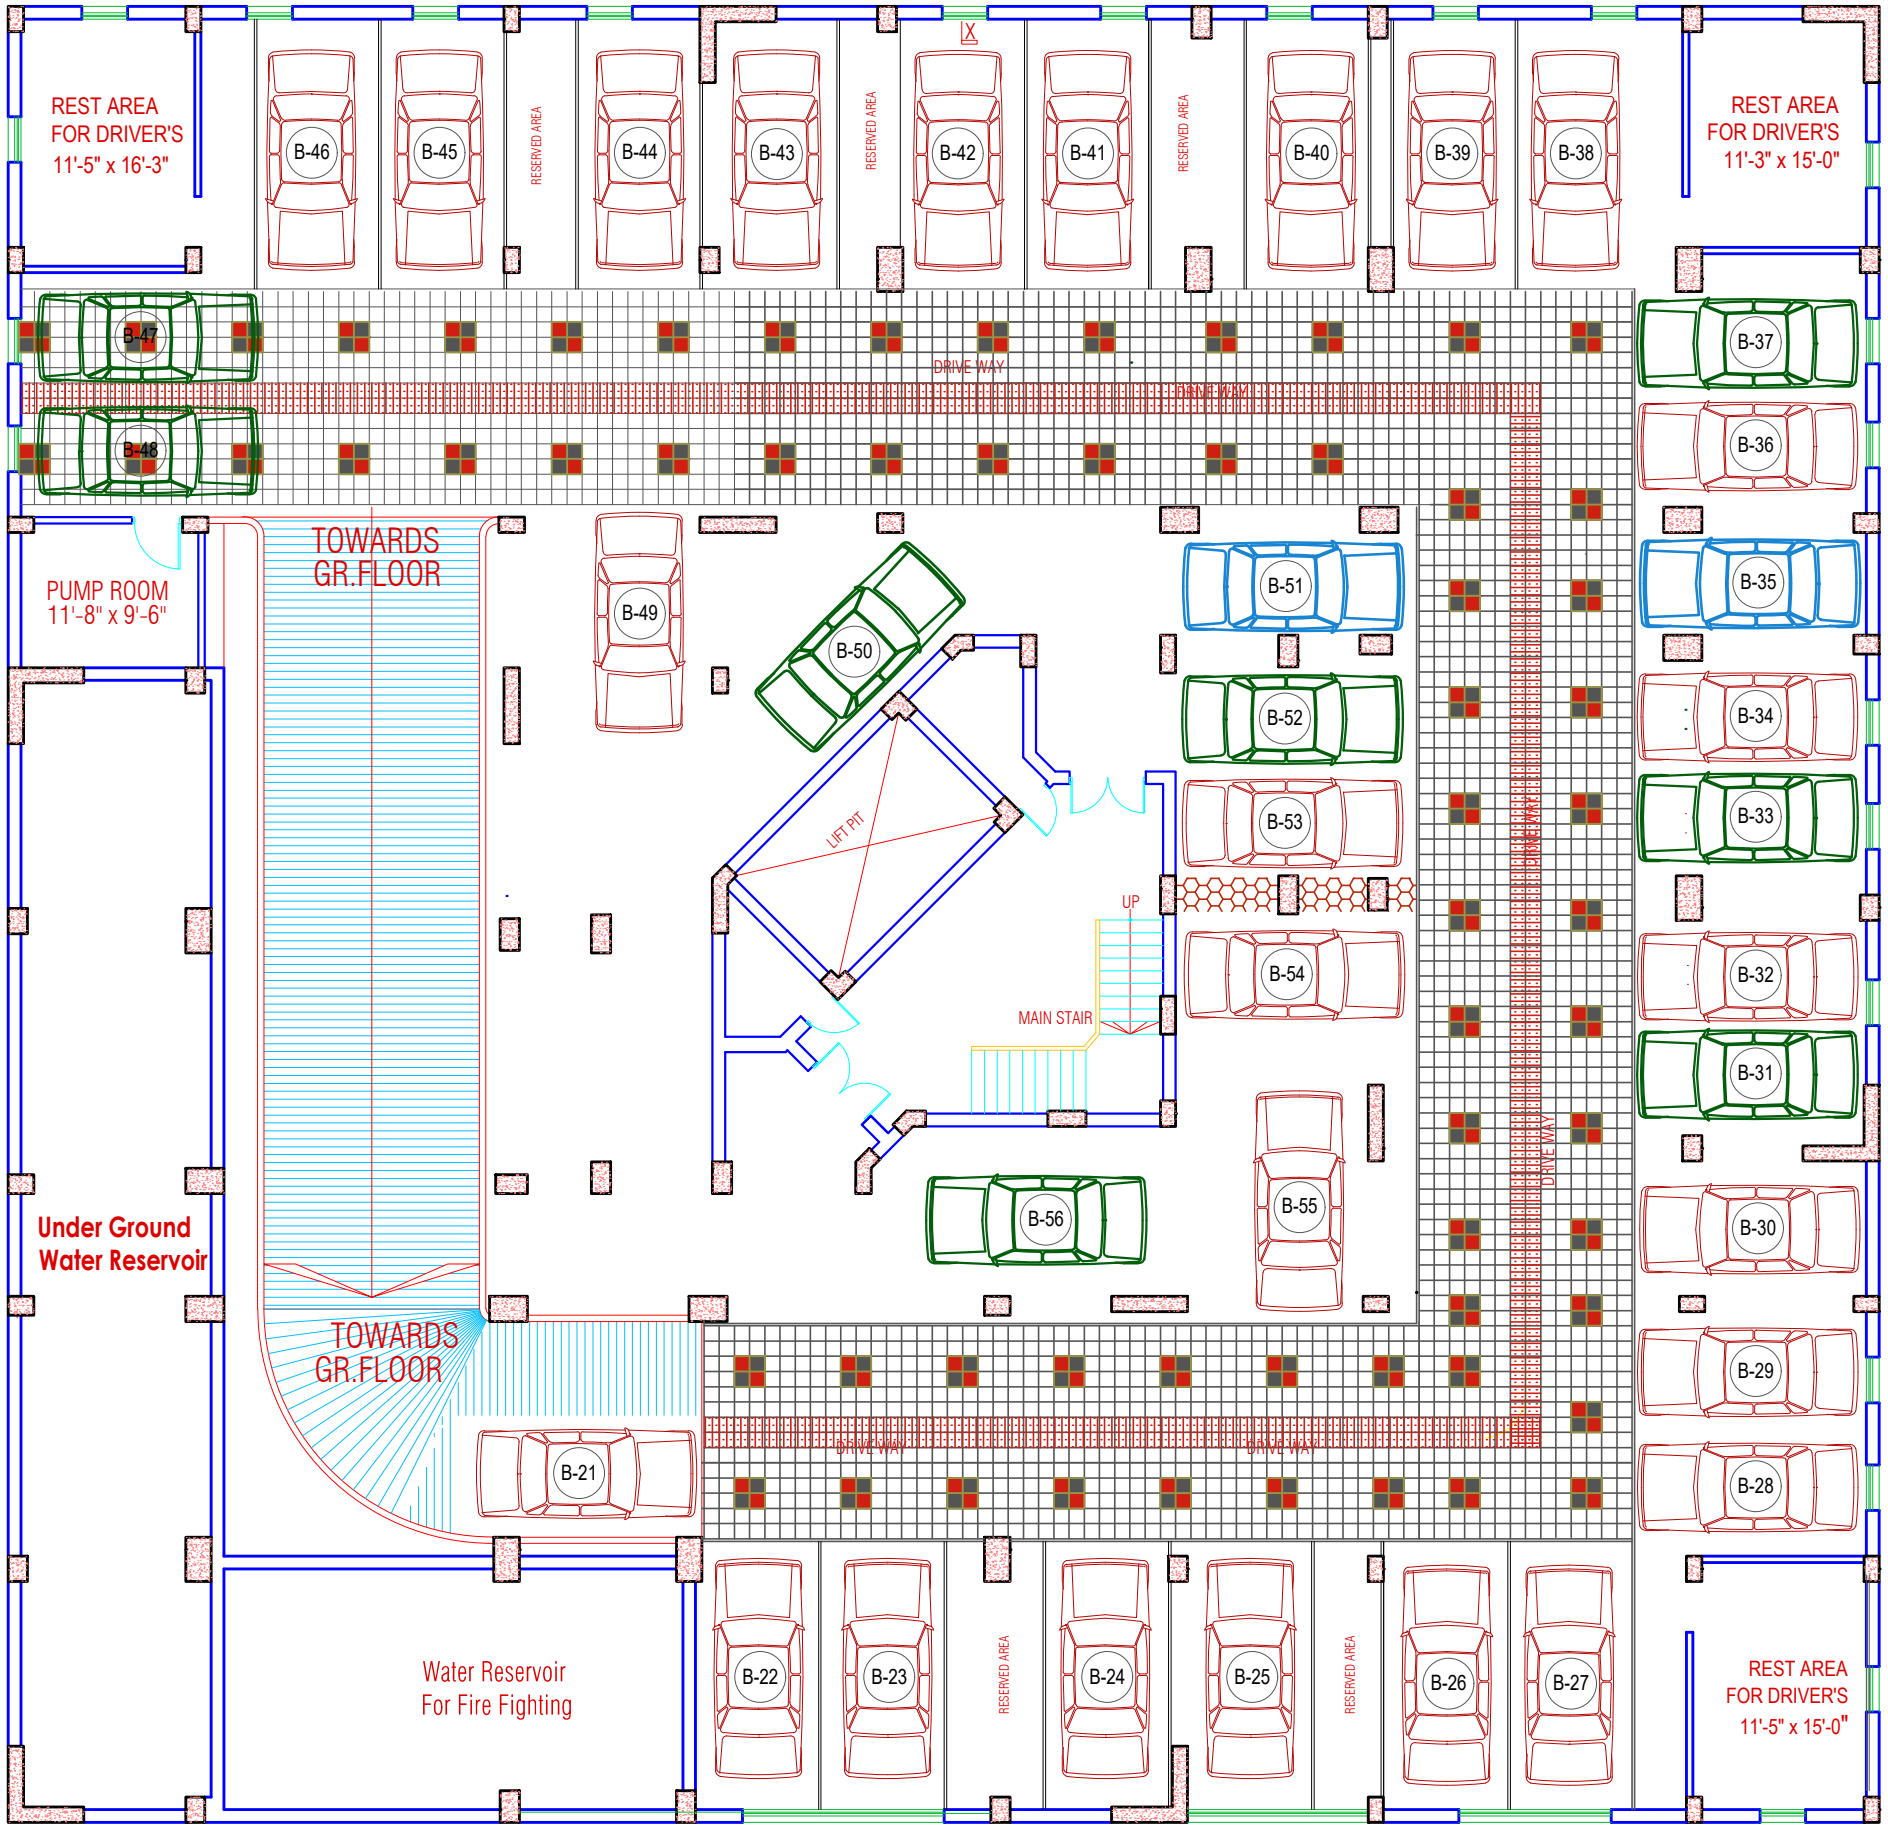 X
REST AREA
FOR DRIVER'S
11'-5" x 16'-3"
B-46
B-45
RESERVED AREA
B-44
B-43
RESERVED AREA
B-42
B-41
RESERVED AREA
B-40
B-39
B-38
REST AREA
FOR DRIVER'S
11'-3" x 15'-0"
B-47
DRIVE WAY
DRIVE WAY
B-37
B-48
B-36
TOWARDS
GR.FLOOR
PUMP ROOM
11'-8" x 9'-6"
B-49
B-50
B-51
B-35
B-52
B-34
LIFT PIT
B-53
DRIVE WAY
B-33
UP
MAIN STAIR
B-54
B-32
B-31
DRIVE WAY
Under Ground
Water Reservoir
B-56
B-55
B-30
TOWARDS
GR.FLOOR
B-29
DRIVE WAY
DRIVE WAY
B-21
B-28
Water Reservoir
For Fire Fighting
B-22
B-23
RESERVED AREA
B-24
B-25
RESERVED AREA
B-26
B-27
REST AREA
FOR DRIVER'S
11'-5" x 15'-0"